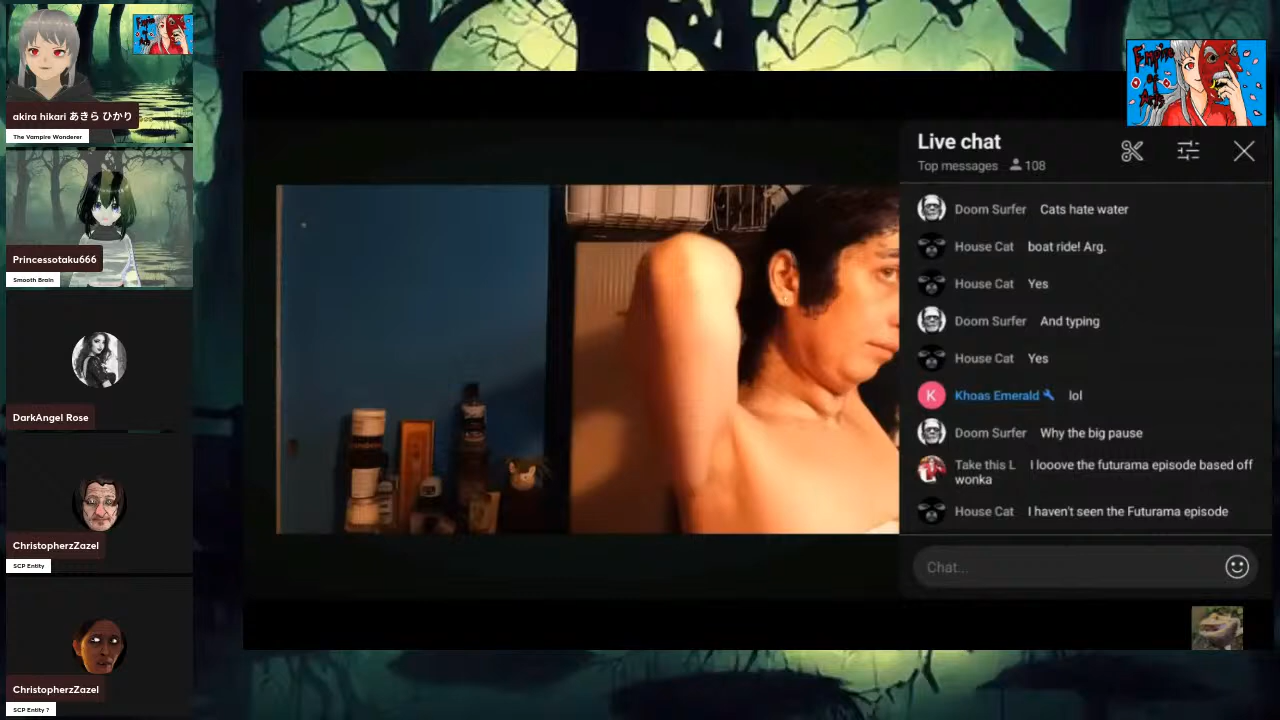 akira hikari あきら ひかり
The Vampire Wonderer
Princessotaku666
Smooth Brain
DarkAngel Rose
ChristopherzZazel
SCP Entity
ChristopherzZazel
SCP Entity ?
Empire
of
Arts
Live chat
Top messages 108
Doom Surfer Cats hate water
House Cat boat ride! Arg.
House Cat Yes
Doom Surfer And typing
House Cat Yes
K Khoas Emerald lol
Doom Surfer Why the big pause
Take this L I looove the futurama episode based off
wonka
House Cat I haven't seen the Futurama episode
Chat...